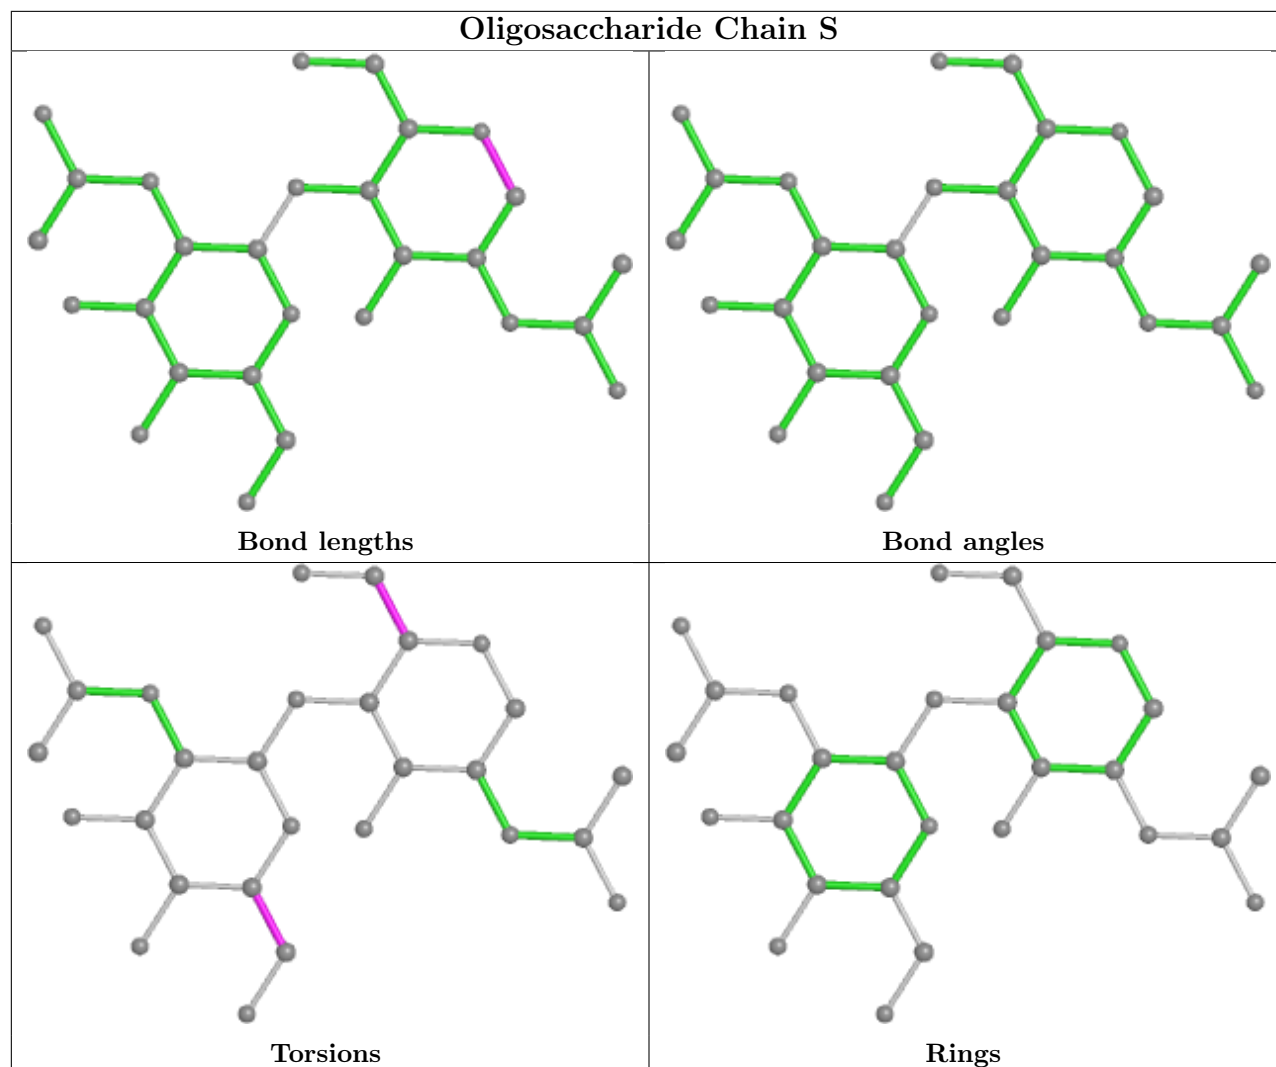 Oligosaccharide Chain S
Bond lengths
Bond angles
Torsions
Rings